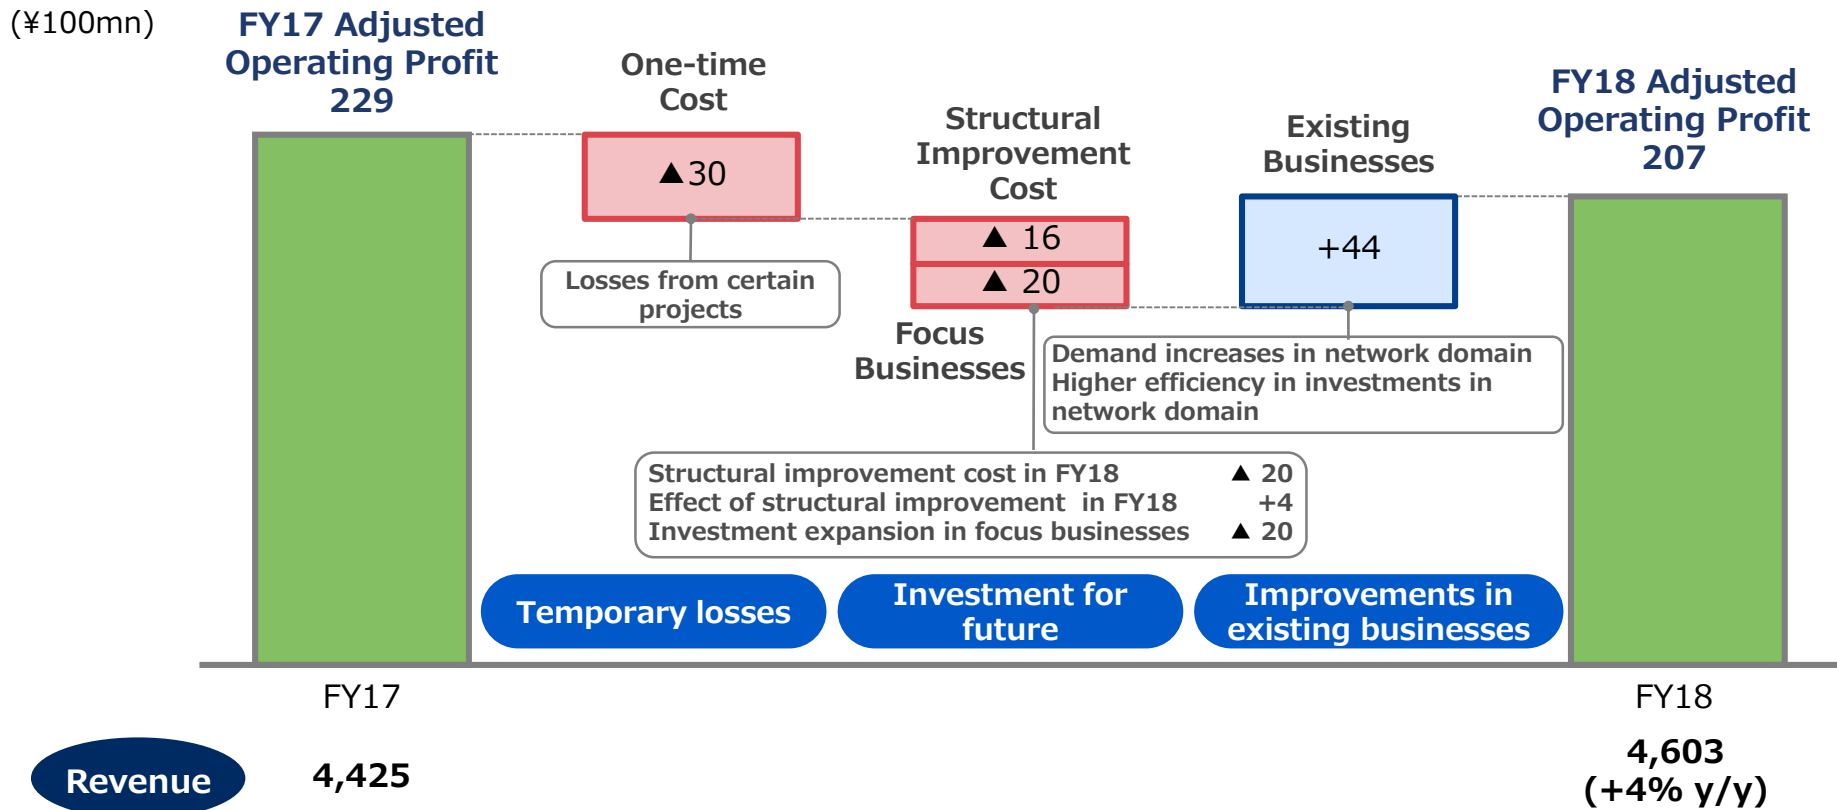 (¥100mn)
FY17 Adjusted
Operating Profit
229
One-time
Cost
▲30
Losses from certain
projects
Structural
Improvement
Cost
▲ 16
▲ 20
Focus
Businesses
Existing
Businesses
+44
Demand increases in network domain
Higher efficiency in investments in
network domain
FY18 Adjusted
Operating Profit
207
Structural improvement cost in FY18 ▲ 20
Effect of structural improvement in FY18 +4
Investment expansion in focus businesses ▲ 20
Temporary losses
Investment for
future
Improvements in
existing businesses
FY17
FY18
Revenue
4,425
4,603
(+4% y/y)